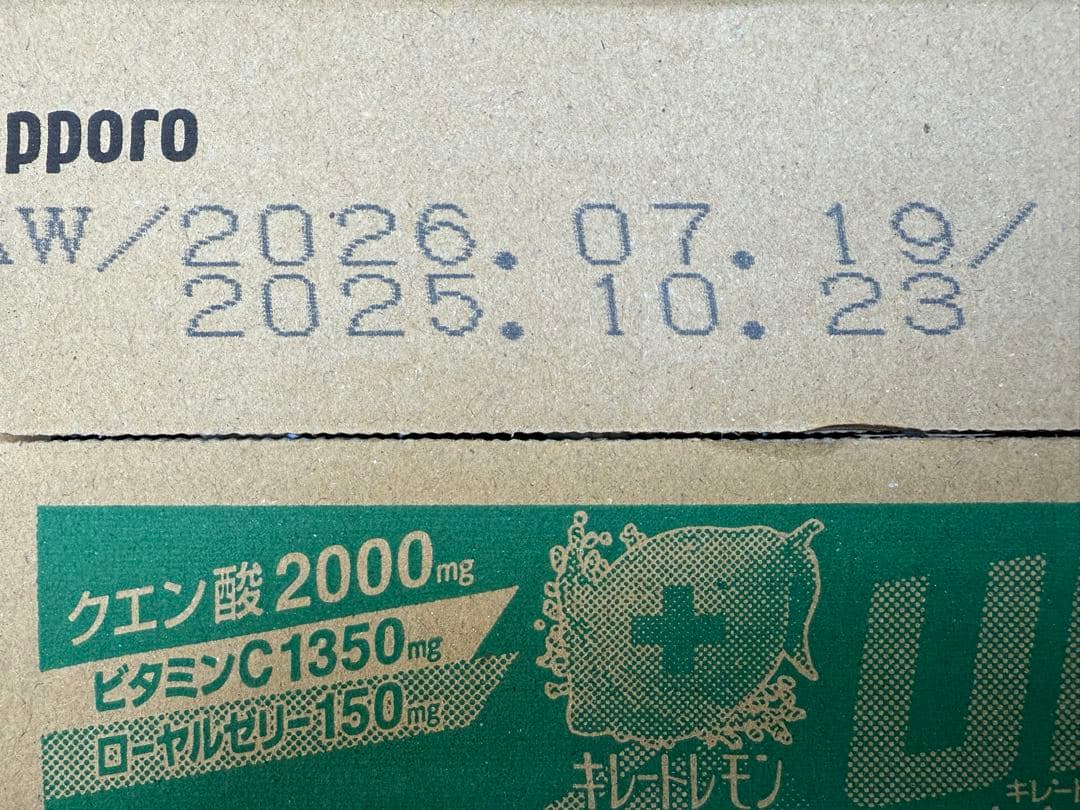 pporo
W/2026.07.19/
2025.10.23
クエン酸2000mg
ビタミンC1350mg
ローヤルゼリー150mg
キレートレモン